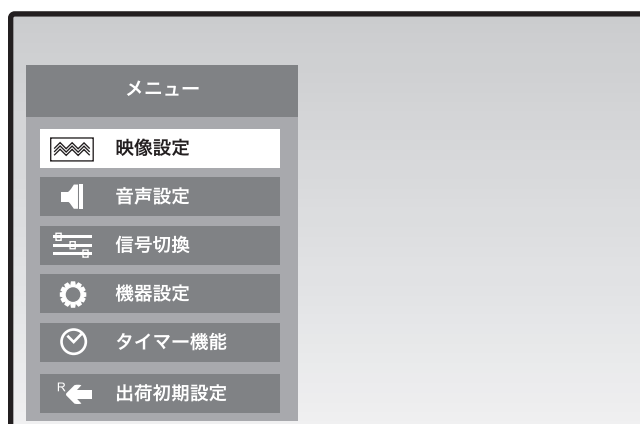 メニュー
映像設定
音声設定
信号切換
機器設定
タイマー機能
R 出荷初期設定